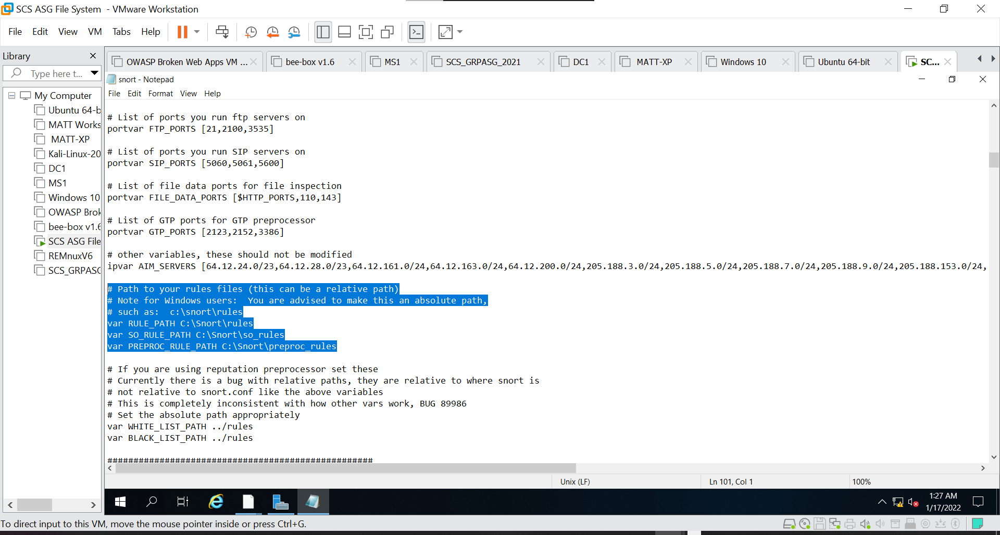 SCS ASG File System - VMware Workstation
File Edit View VM Tabs Help
Library
Type here t...
My Computer
Ubuntu 64-b
MATT Works
MATT-XP
Kali-Linux-20
DC1
MS1
Windows 10
OWASP Brok
bee-box v1.6
SCS ASG File
REMnuxV6
SCS_GRPASG
OWASP Broken Web Apps VM ...
bee-box v1.6
MS1
SCS_GRPASG_2021
DC1
MATT-XP
Windows 10
Ubuntu 64-bit
SC...
snort - Notepad
File Edit Format View Help
# List of ports you run ftp servers on
portvar FTP_PORTS [21,2100,3535]
# List of ports you run SIP servers on
portvar SIP_PORTS [5060,5061,5600]
# List of file data ports for file inspection
portvar FILE_DATA_PORTS [$HTTP_PORTS,110,143]
# List of GTP ports for GTP preprocessor
portvar GTP_PORTS [2123,2152,3386]
# other variables, these should not be modified
ipvar AIM_SERVERS [64.12.24.0/23,64.12.28.0/23,64.12.161.0/24,64.12.163.0/24,64.12.200.0/24,205.188.3.0/24,205.188.5.0/24,205.188.7.0/24,205.188.9.0/24,205.188.153.0/24,
# Path to your rules files (this can be a relative path)
# Note for Windows users:  You are advised to make this an absolute path,
# such as:  c:\snort\rules
var RULE_PATH C:\Snort\rules
var SO_RULE_PATH C:\Snort\so_rules
var PREPROC_RULE_PATH C:\Snort\preproc_rules
# If you are using reputation preprocessor set these
# Currently there is a bug with relative paths, they are relative to where snort is
# not relative to snort.conf like the above variables
# This is completely inconsistent with how other vars work, BUG 89986
# Set the absolute path appropriately
var WHITE_LIST_PATH ../rules
var BLACK_LIST_PATH ../rules
###################################################
Unix (LF)
Ln 101, Col 1
100%
1:27 AM
1/17/2022
To direct input to this VM, move the mouse pointer inside or press Ctrl+G.